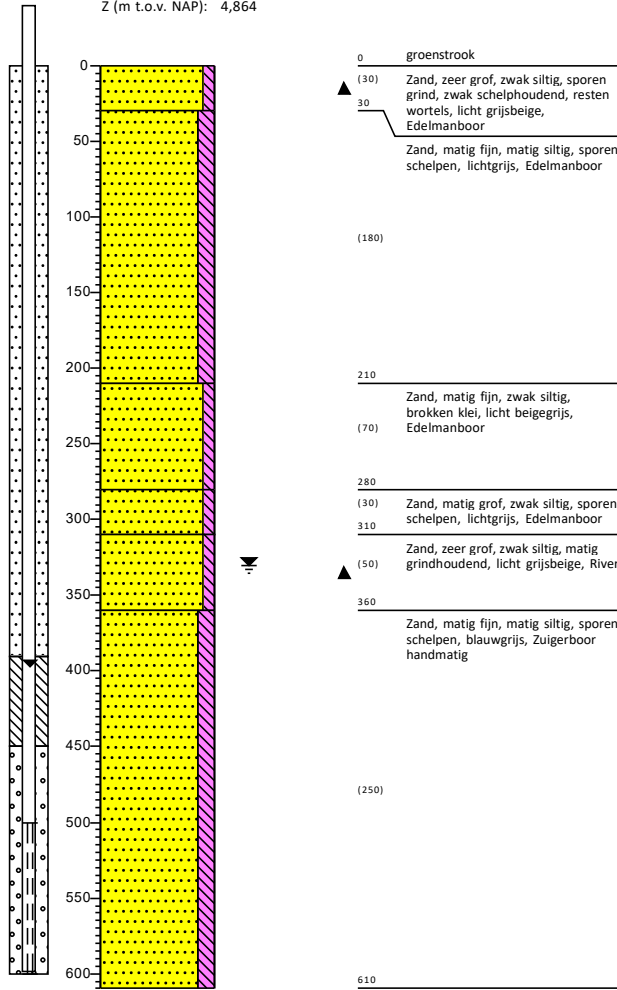 Z (m t.o.v. NAP): 4,864
0
50
100
150
200
250
300
350
400
450
500
550
600
0
groenstrook
(30)
Zand, zeer grof, zwak siltig, sporen
grind, zwak schelphoudend, resten
wortels, licht grijsbeige,
Edelmanboor
30
Zand, matig fijn, matig siltig, sporen
schelpen, lichtgrijs, Edelmanboor
(180)
210
Zand, matig fijn, zwak siltig,
brokken klei, licht beigegrijs,
Edelmanboor
(70)
280
(30)
Zand, matig grof, zwak siltig, sporen
schelpen, lichtgrijs, Edelmanboor
310
Zand, zeer grof, zwak siltig, matig
grindhoudend, licht grijsbeige, River
(50)
360
Zand, matig fijn, matig siltig, sporen
schelpen, blauwgrijs, Zuigerboor
handmatig
(250)
610